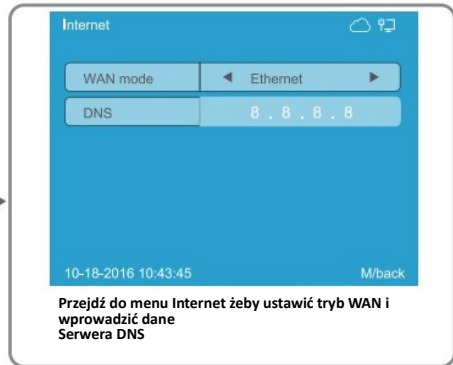 Internet
WAN mode ◄ Ethernet ►
DNS 8 . 8 . 8 . 8
10-18-2016 10:43:45 M/back
Przejdź do menu Internet żeby ustawić tryb WAN i
wprowadzić dane
Serwera DNS